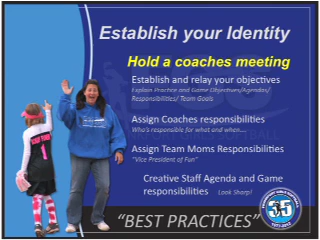 Establish your Identity
Hold a coaches meeting
Establish and relay your objectives
Explain Practice and Game Objectives/Agendas/
Responsibilities/ Team Goals
Assign Coaches responsibilities
Who's responsible for what and when....
Assign Team Moms Responsibilities
"Vice President of Fun"
Creative Staff Agenda and Game
responsibilities Look Sharp!
"BEST PRACTICES"
35
1